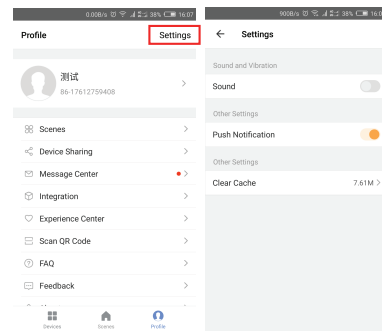 0.00B/s 38% 16:07
Profile
Settings
测试
86-17612759408
Scenes
Device Sharing
Message Center
Integration
Experience Center
Scan QR Code
FAQ
Feedback
Devices
Scenes
Profile
900B/s 38% 16:0
Settings
Sound and Vibration
Sound
Other Settings
Push Notification
Other Settings
Clear Cache 7.61M